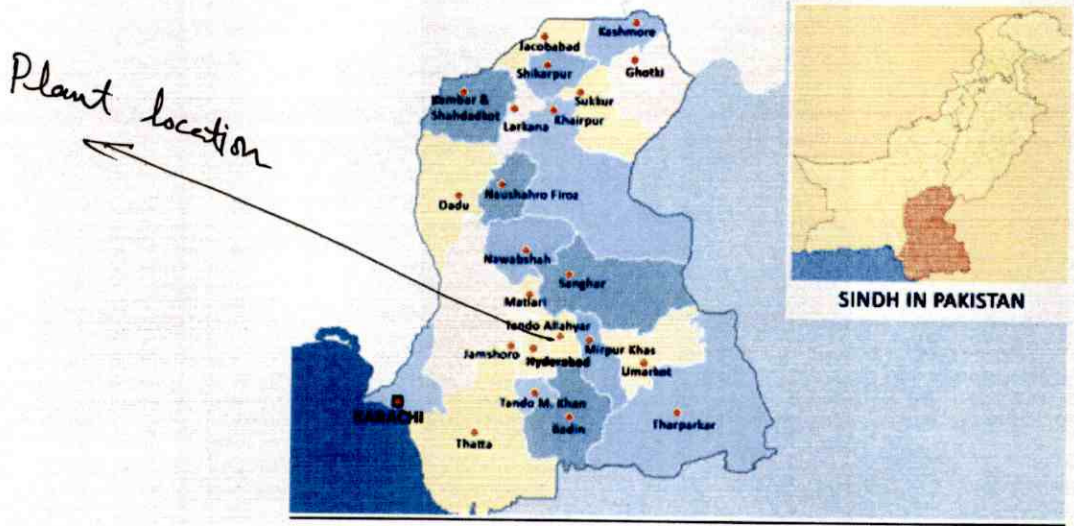 Plant location
Jacobabad
Kashmore
Shikarpur
Ghotki
Kambar &
Shahdadkot
Sukkur
Larkana
Khairpur
Naushahro Firoz
Dadu
Nawabshah
Sanghar
Matiari
Tando Allahyar
Jamshoro
Hyderabad
Mirpur Khas
Umarkot
KARACHI
Tando M. Khan
Badin
Tharparkar
Thatta
SINDH IN PAKISTAN